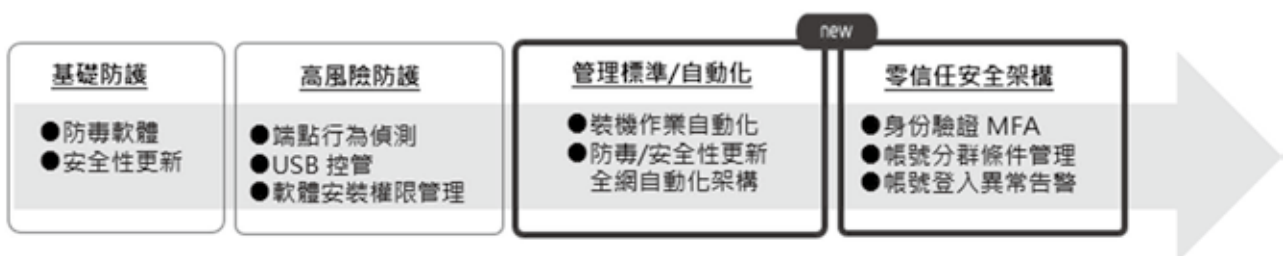 new
基礎防護
●防毒軟體
●安全性更新
高風險防護
●端點行為偵測
●USB 控管
●軟體安裝權限管理
管理標準/自動化
●裝機作業自動化
●防毒/安全性更新
全網自動化架構
零信任安全架構
●身份驗證 MFA
●帳號分群條件管理
●帳號登入異常告警